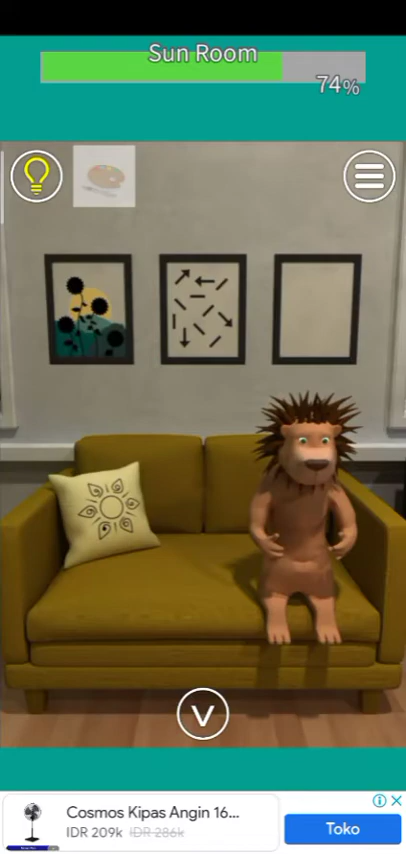 Sun Room
74%
Cosmos Kipas Angin 16...
IDR 209k IDR 286k
Toko